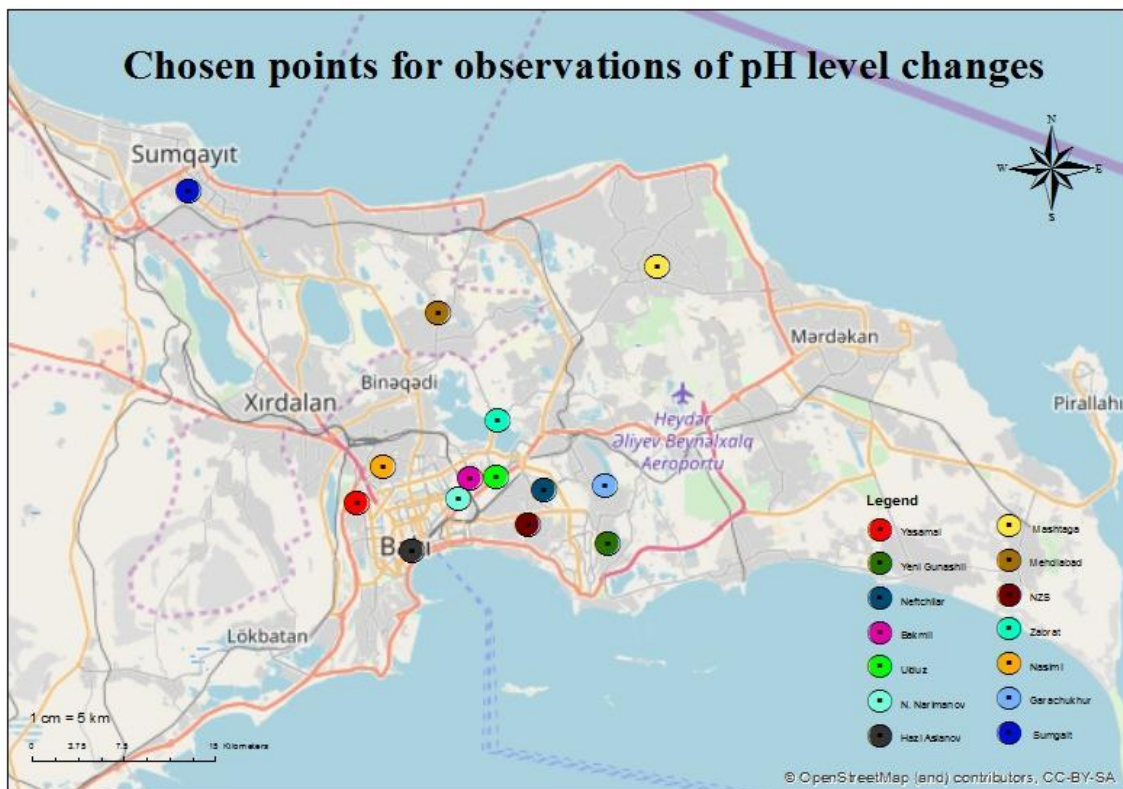 Chosen points for observations of pH level changes
N
W
E
S
Sumqayıt
Mərdəkan
Binəqədi
Xırdalan
Pirallahı
Heydər
Əliyev Beynəlxalq
Aeroportu
Bakı
Lökbatan
Legend
Yasamal
Yeni Gunashli
Neftchilar
Bakmil
Ulduz
N. Narimanov
Hazi Aslanov
Mashtaga
Mehdiabad
NZS
Zabrat
Nasimi
Garachukhur
Sumgait
1 cm = 5 km
0 3.75 7.5 15 Kilometers
© OpenStreetMap (and) contributors, CC-BY-SA